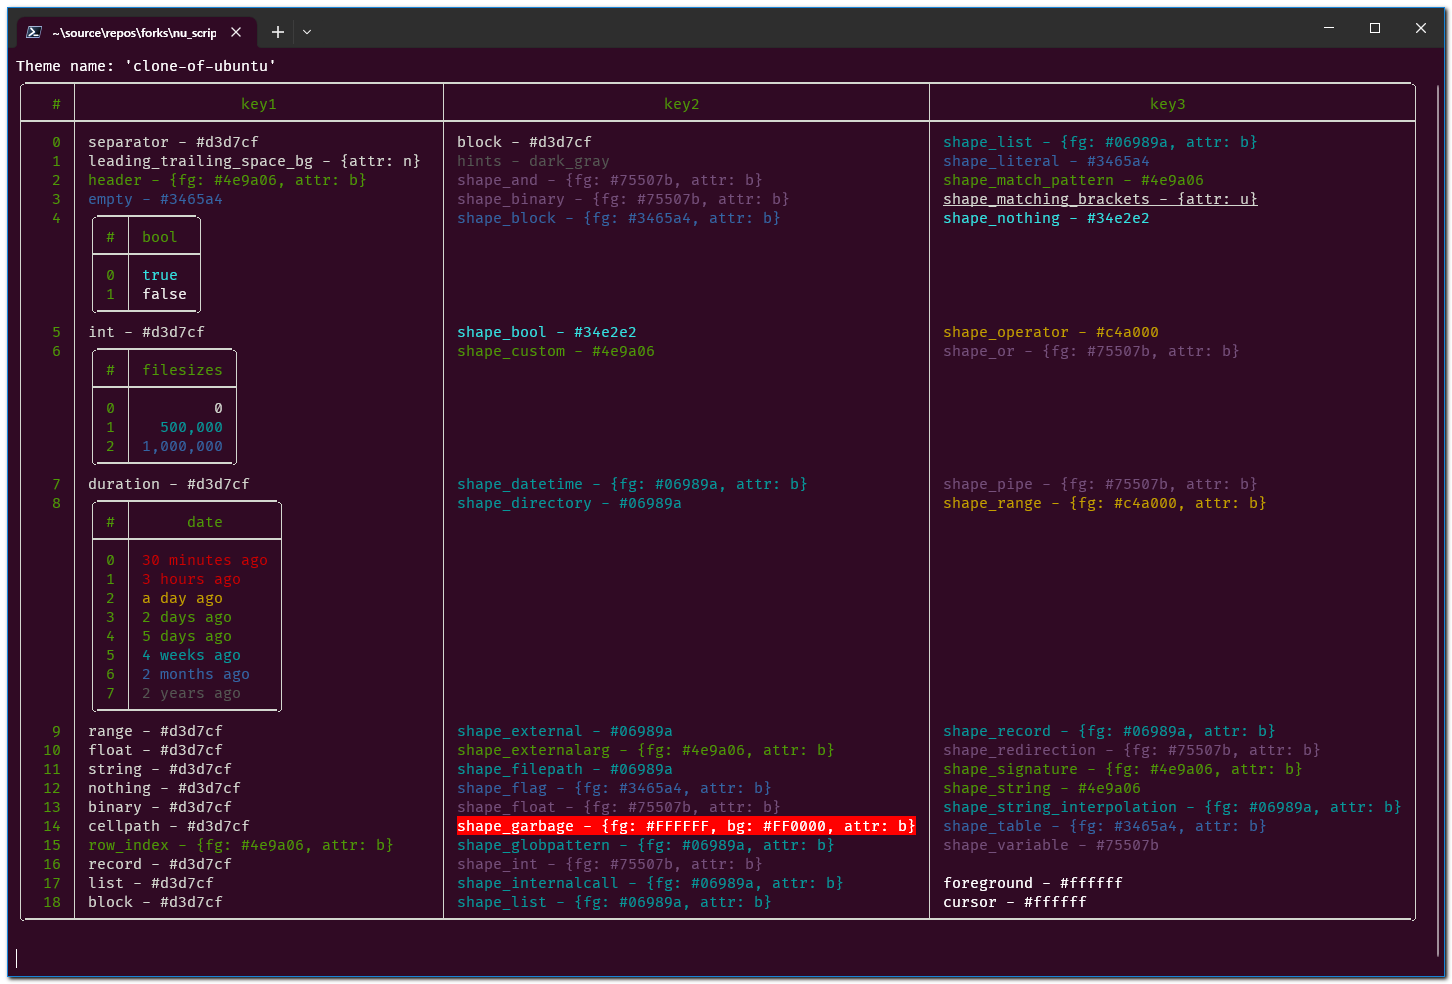 ~\source\repos\forks\nu_scrip
Theme name: 'clone-of-ubuntu'
# key1 key2 key3
0 separator - #d3d7cf block - #d3d7cf shape_list - {fg: #06989a, attr: b}
1 leading_trailing_space_bg - {attr: n} hints - dark_gray shape_literal - #3465a4
2 header - {fg: #4e9a06, attr: b} shape_and - {fg: #75507b, attr: b} shape_match_pattern - #4e9a06
3 empty - #3465a4 shape_binary - {fg: #75507b, attr: b} shape_matching_brackets - {attr: u}
4 shape_block - {fg: #3465a4, attr: b} shape_nothing - #34e2e2
# bool
0 true
1 false
5 int - #d3d7cf shape_bool - #34e2e2 shape_operator - #c4a000
6 shape_custom - #4e9a06 shape_or - {fg: #75507b, attr: b}
# filesizes
0 0
1 500,000
2 1,000,000
7 duration - #d3d7cf shape_datetime - {fg: #06989a, attr: b} shape_pipe - {fg: #75507b, attr: b}
8 shape_directory - #06989a shape_range - {fg: #c4a000, attr: b}
# date
0 30 minutes ago
1 3 hours ago
2 a day ago
3 2 days ago
4 5 days ago
5 4 weeks ago
6 2 months ago
7 2 years ago
9 range - #d3d7cf shape_external - #06989a shape_record - {fg: #06989a, attr: b}
10 float - #d3d7cf shape_externalarg - {fg: #4e9a06, attr: b} shape_redirection - {fg: #75507b, attr: b}
11 string - #d3d7cf shape_filepath - #06989a shape_signature - {fg: #4e9a06, attr: b}
12 nothing - #d3d7cf shape_flag - {fg: #3465a4, attr: b} shape_string - #4e9a06
13 binary - #d3d7cf shape_float - {fg: #75507b, attr: b} shape_string_interpolation - {fg: #06989a, attr: b}
14 cellpath - #d3d7cf shape_garbage - {fg: #FFFFFF, bg: #FF0000, attr: b} shape_table - {fg: #3465a4, attr: b}
15 row_index - {fg: #4e9a06, attr: b} shape_globpattern - {fg: #06989a, attr: b} shape_variable - #75507b
16 record - #d3d7cf shape_int - {fg: #75507b, attr: b}
17 list - #d3d7cf shape_internalcall - {fg: #06989a, attr: b} foreground - #ffffff
18 block - #d3d7cf shape_list - {fg: #06989a, attr: b} cursor - #ffffff